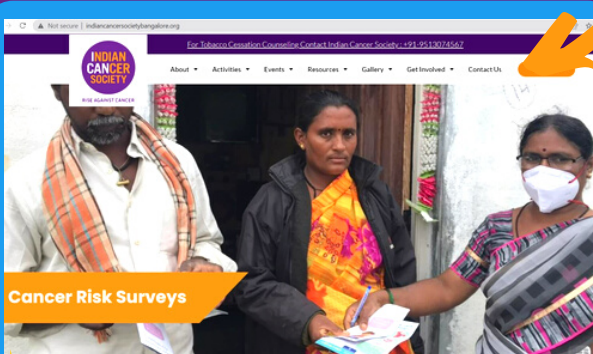 Not secure | indiancancersocietybangalore.org
For Tobacco Cessation Counseling Contact Indian Cancer Society : +91-9513074567
INDIAN
CANCER
SOCIETY
RISE AGAINST CANCER
About Activities Events Resources Gallery Get Involved Contact Us
Cancer Risk Surveys